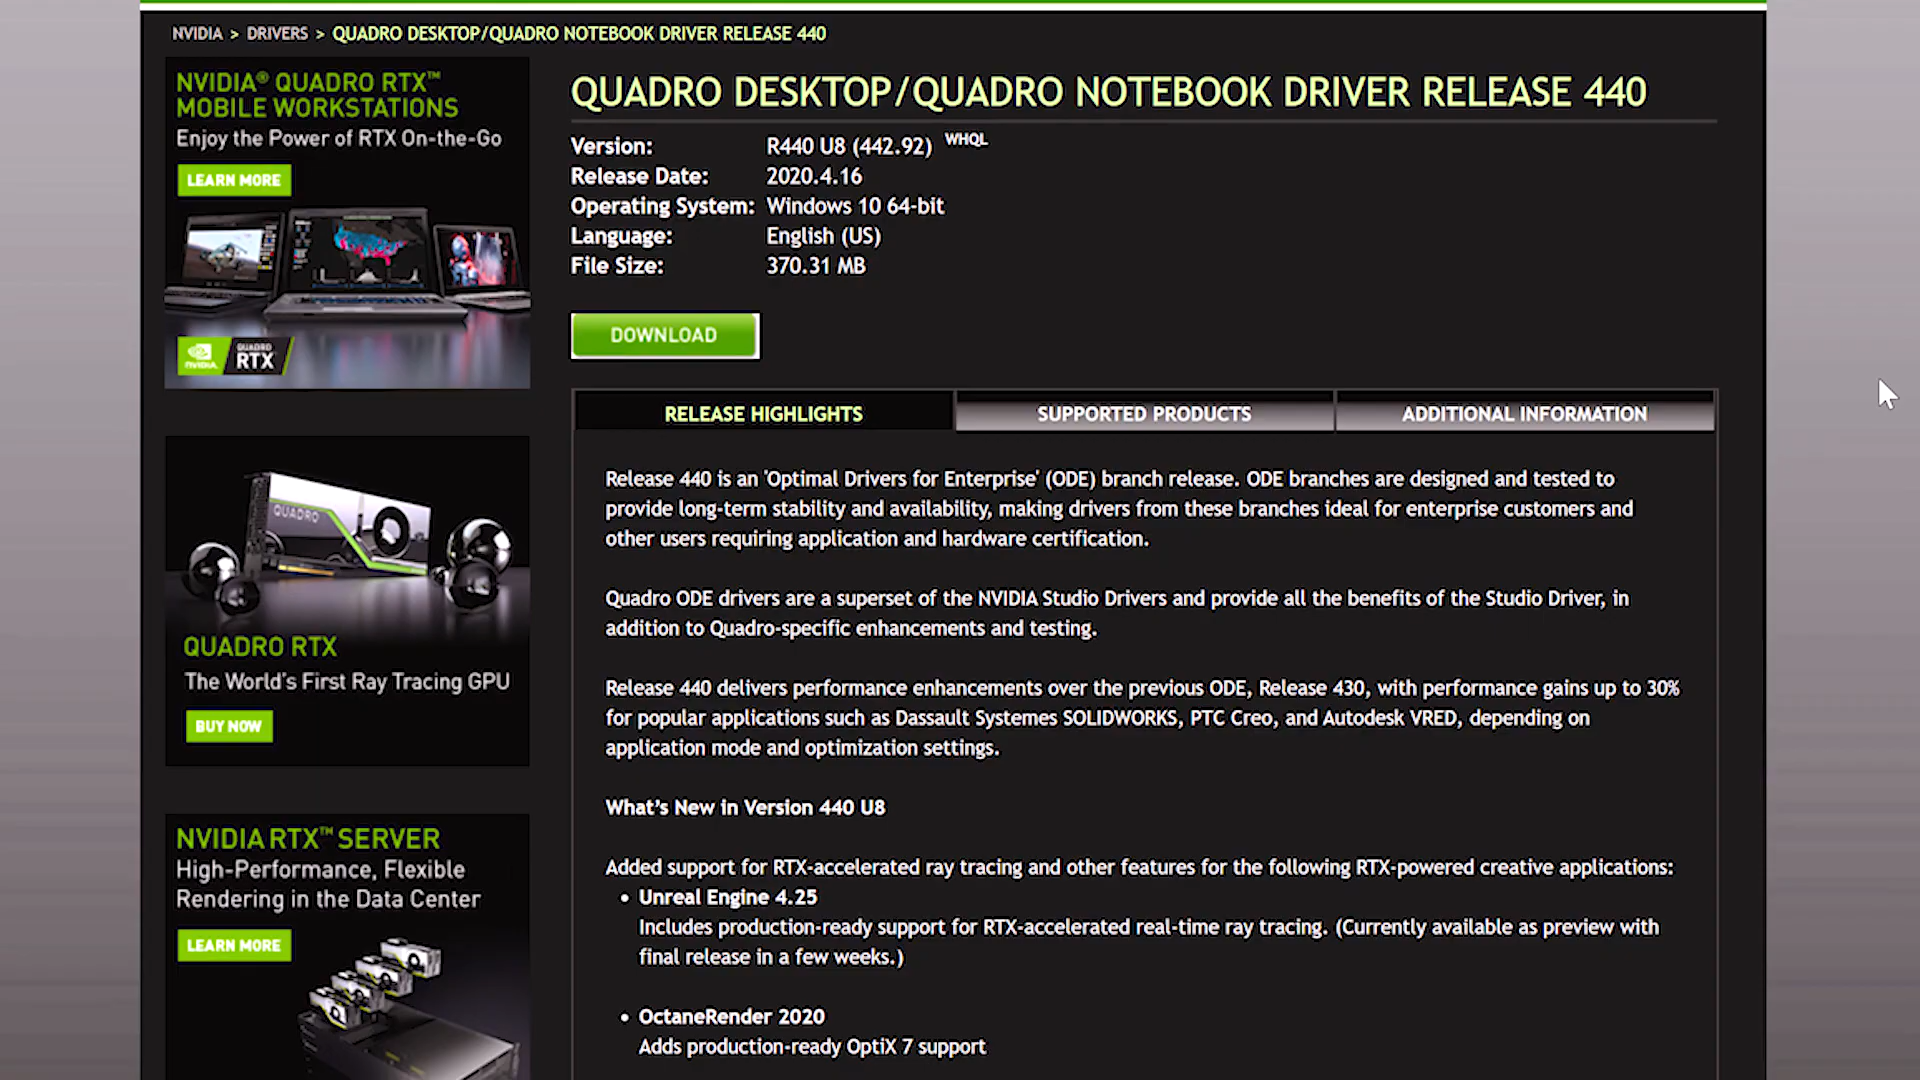 NVIDIA > DRIVERS > QUADRO DESKTOP/QUADRO NOTEBOOK DRIVER RELEASE 440
NVIDIA® QUADRO RTX™
MOBILE WORKSTATIONS
Enjoy the Power of RTX On-the-Go
LEARN MORE
NVIDIA.
QUADRO
RTX
QUADRO
QUADRO RTX
The World's First Ray Tracing GPU
BUY NOW
NVIDIA RTX™ SERVER
High-Performance, Flexible
Rendering in the Data Center
LEARN MORE
QUADRO DESKTOP/QUADRO NOTEBOOK DRIVER RELEASE 440
Version: R440 U8 (442.92) WHQL
Release Date: 2020.4.16
Operating System: Windows 10 64-bit
Language: English (US)
File Size: 370.31 MB
DOWNLOAD
RELEASE HIGHLIGHTS SUPPORTED PRODUCTS ADDITIONAL INFORMATION
Release 440 is an 'Optimal Drivers for Enterprise' (ODE) branch release. ODE branches are designed and tested to
provide long-term stability and availability, making drivers from these branches ideal for enterprise customers and
other users requiring application and hardware certification.
Quadro ODE drivers are a superset of the NVIDIA Studio Drivers and provide all the benefits of the Studio Driver, in
addition to Quadro-specific enhancements and testing.
Release 440 delivers performance enhancements over the previous ODE, Release 430, with performance gains up to 30%
for popular applications such as Dassault Systemes SOLIDWORKS, PTC Creo, and Autodesk VRED, depending on
application mode and optimization settings.
What's New in Version 440 U8
Added support for RTX-accelerated ray tracing and other features for the following RTX-powered creative applications:
• Unreal Engine 4.25
Includes production-ready support for RTX-accelerated real-time ray tracing. (Currently available as preview with
final release in a few weeks.)
• OctaneRender 2020
Adds production-ready OptiX 7 support